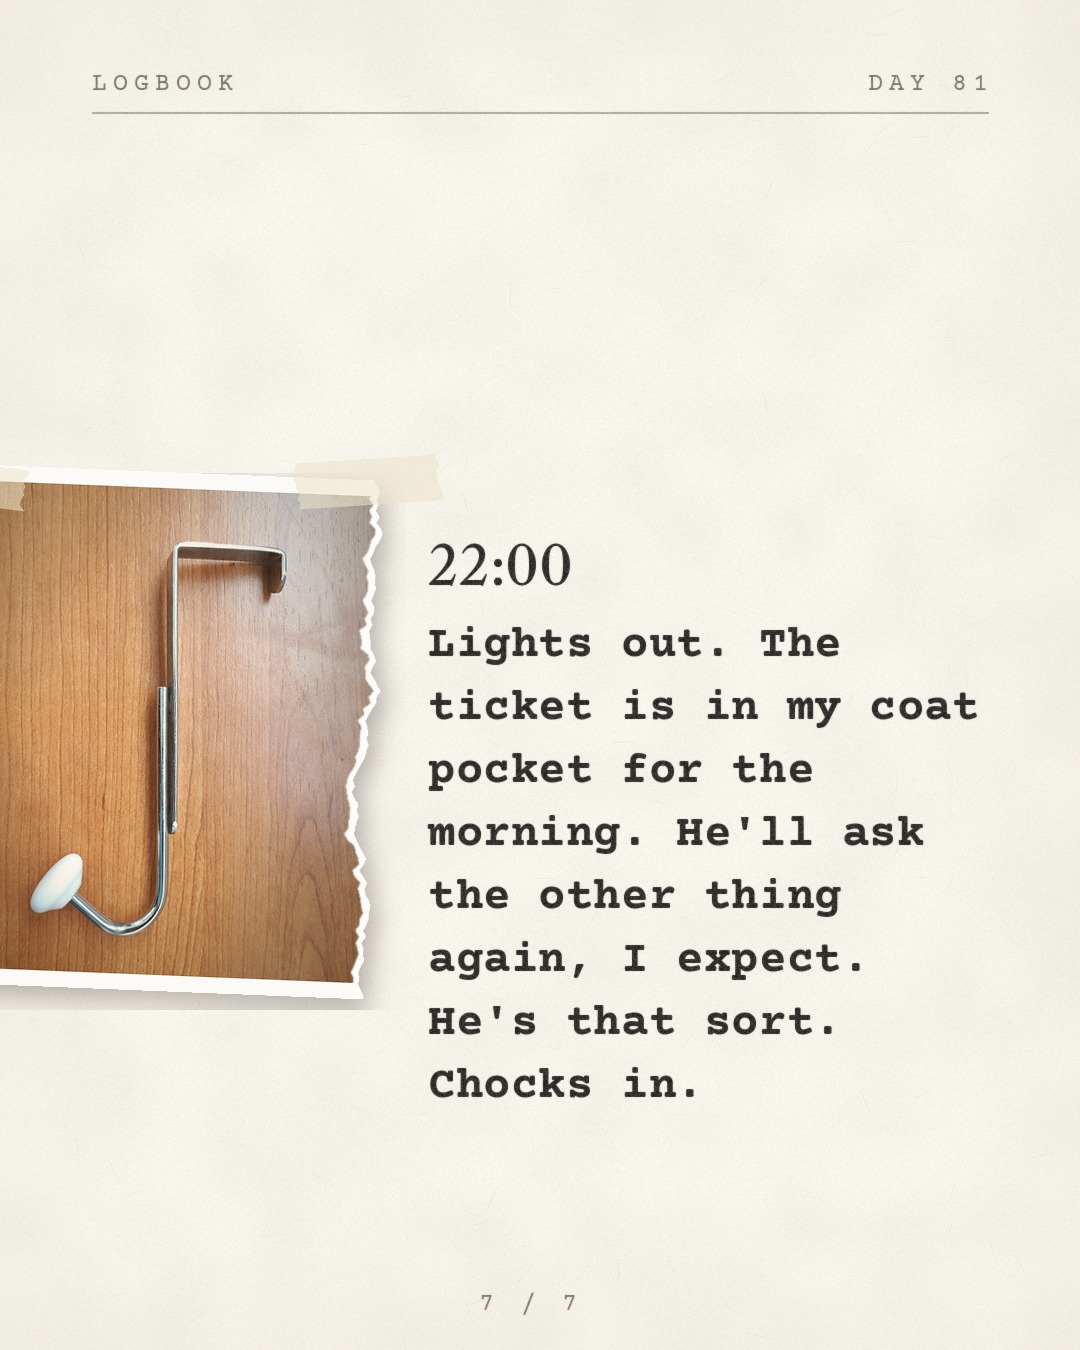 LOGBOOK
DAY 81
22:00
Lights out. The
ticket is in my coat
pocket for the
morning. He'll ask
the other thing
again, I expect.
He's that sort.
Chocks in.
7 / 7